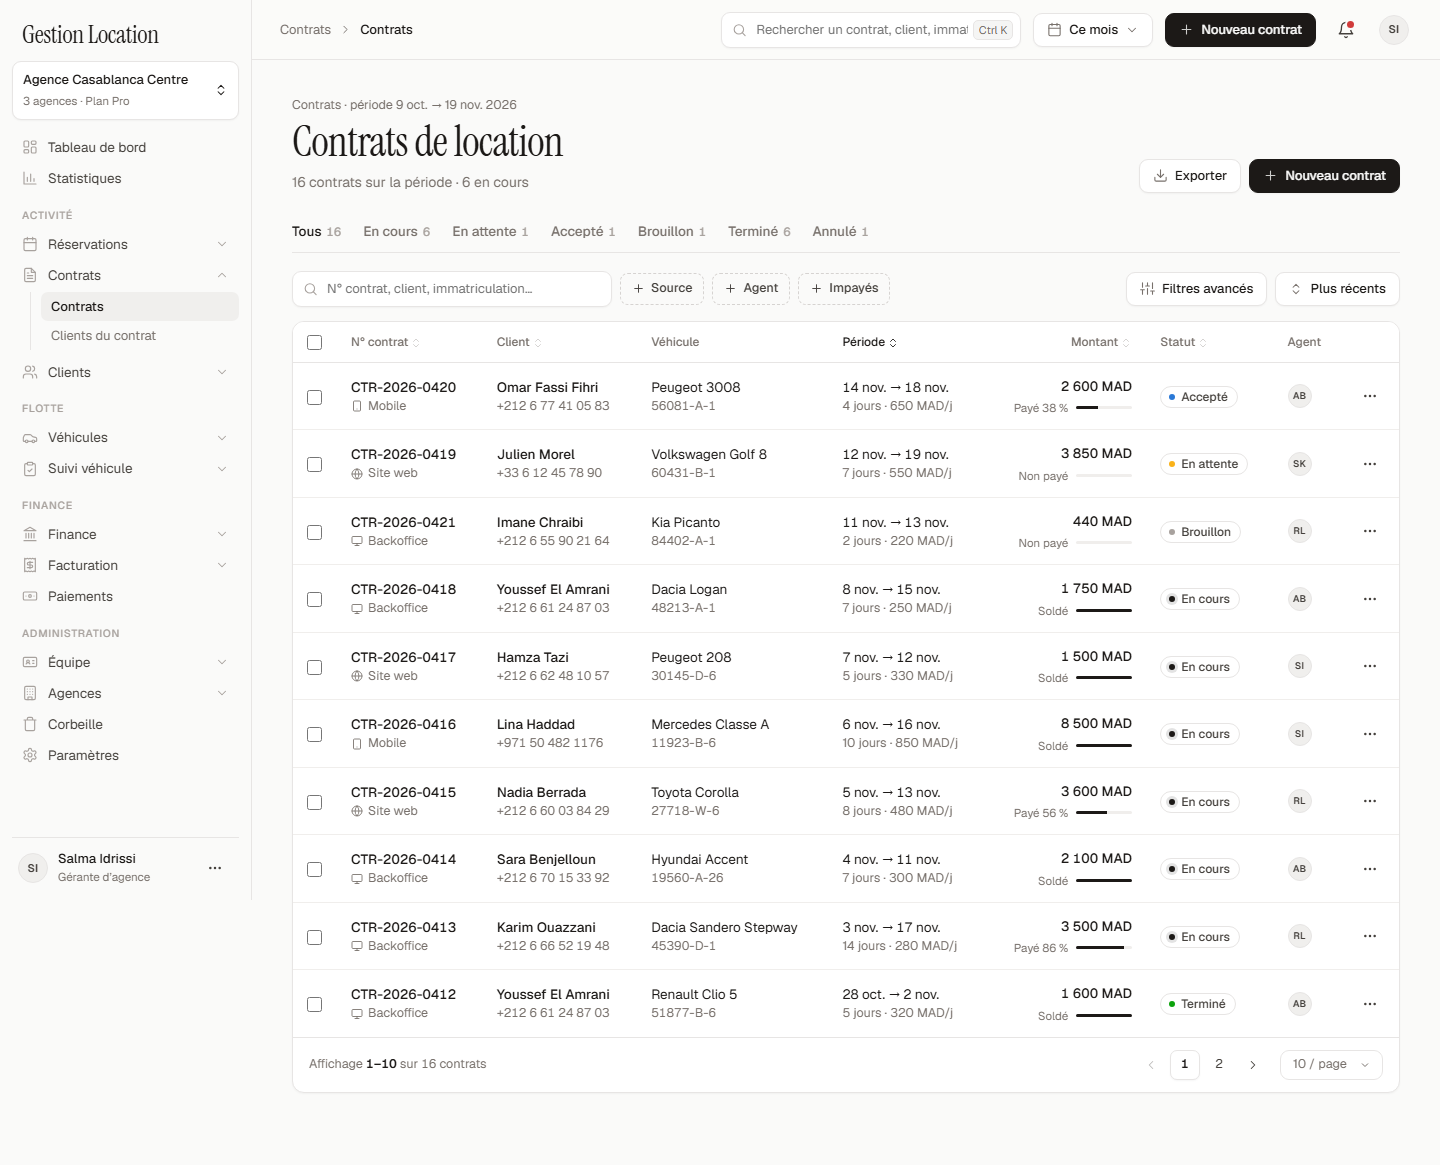 Gestion Location
Agence Casablanca Centre
3 agences · Plan Pro
Tableau de bord
Statistiques
ACTIVITÉ
Réservations
Contrats
Contrats
Clients du contrat
Clients
FLOTTE
Véhicules
Suivi véhicule
FINANCE
Finance
Facturation
Paiements
ADMINISTRATION
Équipe
Agences
Corbeille
Paramètres
SI
Salma Idrissi
Gérante d'agence
Contrats > Contrats
Rechercher un contrat, client, immat Ctrl K
Ce mois
+ Nouveau contrat
SI
Contrats · période 9 oct. → 19 nov. 2026
Contrats de location
16 contrats sur la période · 6 en cours
Exporter
+ Nouveau contrat
Tous 16 En cours 6 En attente 1 Accepté 1 Brouillon 1 Terminé 6 Annulé 1
N° contrat, client, immatriculation…
+ Source + Agent + Impayés
Filtres avancés
Plus récents
N° contrat Client Véhicule Période Montant Statut Agent
CTR-2026-0420 Omar Fassi Fihri Peugeot 3008 14 nov. → 18 nov. 2 600 MAD Accepté AB
Mobile +212 6 77 41 05 83 56081-A-1 4 jours · 650 MAD/j Payé 38 %
CTR-2026-0419 Julien Morel Volkswagen Golf 8 12 nov. → 19 nov. 3 850 MAD En attente SK
Site web +33 6 12 45 78 90 60431-B-1 7 jours · 550 MAD/j Non payé
CTR-2026-0421 Imane Chraibi Kia Picanto 11 nov. → 13 nov. 440 MAD Brouillon RL
Backoffice +212 6 55 90 21 64 84402-A-1 2 jours · 220 MAD/j Non payé
CTR-2026-0418 Youssef El Amrani Dacia Logan 8 nov. → 15 nov. 1 750 MAD En cours AB
Backoffice +212 6 61 24 87 03 48213-A-1 7 jours · 250 MAD/j Soldé
CTR-2026-0417 Hamza Tazi Peugeot 208 7 nov. → 12 nov. 1 500 MAD En cours SI
Site web +212 6 62 48 10 57 30145-D-6 5 jours · 330 MAD/j Soldé
CTR-2026-0416 Lina Haddad Mercedes Classe A 6 nov. → 16 nov. 8 500 MAD En cours SI
Mobile +971 50 482 1176 11923-B-6 10 jours · 850 MAD/j Soldé
CTR-2026-0415 Nadia Berrada Toyota Corolla 5 nov. → 13 nov. 3 600 MAD En cours RL
Site web +212 6 60 03 84 29 27718-W-6 8 jours · 480 MAD/j Payé 56 %
CTR-2026-0414 Sara Benjelloun Hyundai Accent 4 nov. → 11 nov. 2 100 MAD En cours AB
Backoffice +212 6 70 15 33 92 19560-A-26 7 jours · 300 MAD/j Soldé
CTR-2026-0413 Karim Ouazzani Dacia Sandero Stepway 3 nov. → 17 nov. 3 500 MAD En cours RL
Backoffice +212 6 66 52 19 48 45390-D-1 14 jours · 280 MAD/j Payé 86 %
CTR-2026-0412 Youssef El Amrani Renault Clio 5 28 oct. → 2 nov. 1 600 MAD Terminé AB
Backoffice +212 6 61 24 87 03 51877-B-6 5 jours · 320 MAD/j Soldé
Affichage 1–10 sur 16 contrats
1 2
10 / page